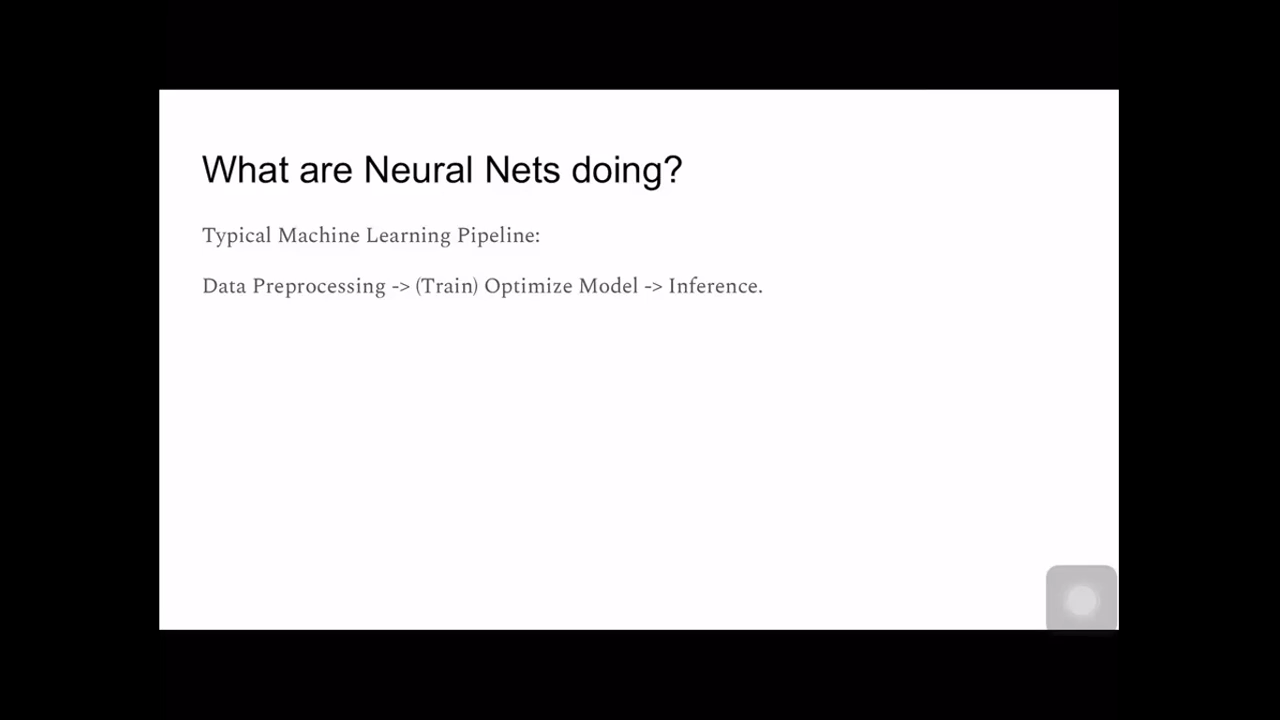 What are Neural Nets doing?
Typical Machine Learning Pipeline:
Data Preprocessing -> (Train) Optimize Model -> Inference.